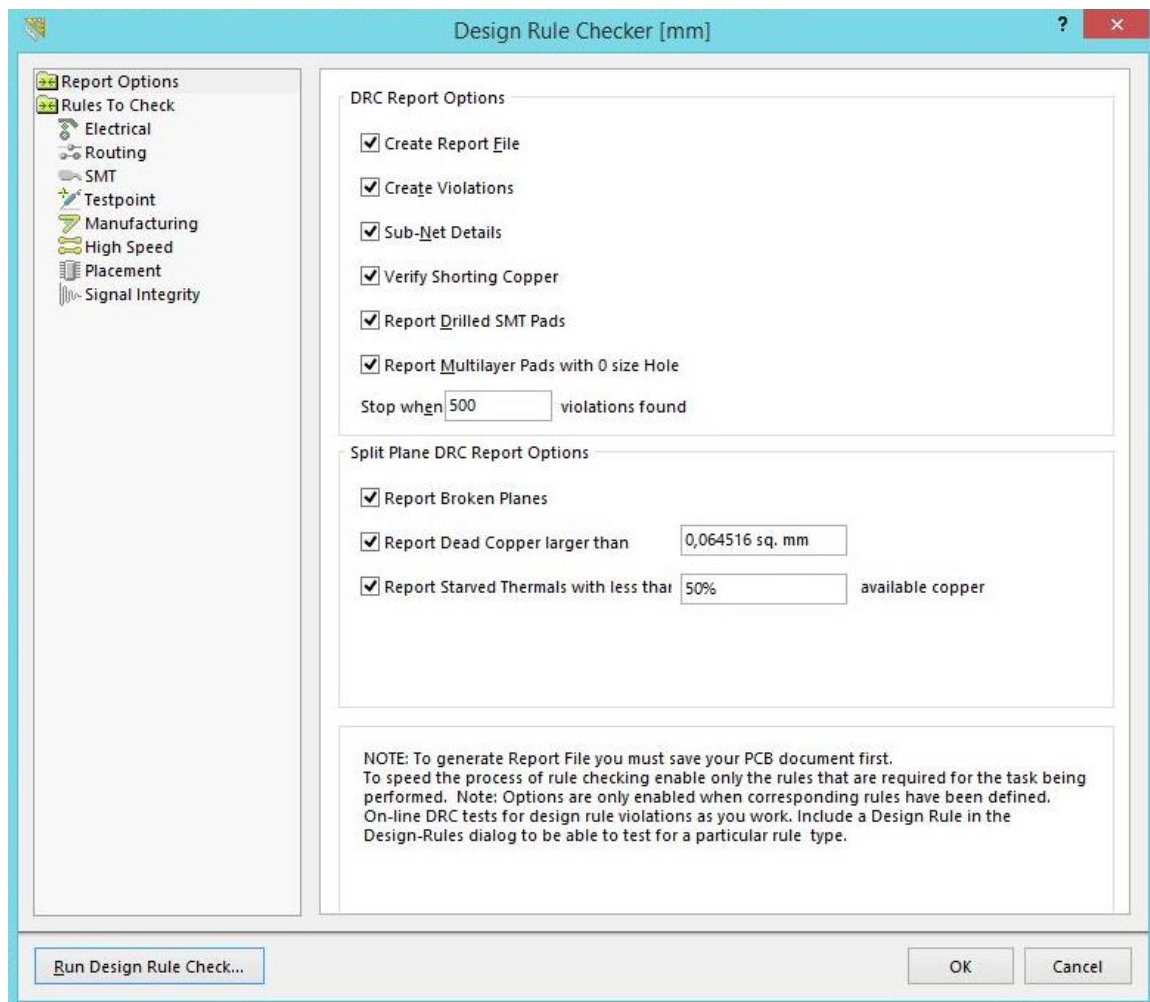 Design Rule Checker [mm]
?
Report Options
Rules To Check
Electrical
Routing
SMT
Testpoint
Manufacturing
High Speed
Placement
Signal Integrity
DRC Report Options
Create Report File
Create Violations
Sub-Net Details
Verify Shorting Copper
Report Drilled SMT Pads
Report Multilayer Pads with 0 size Hole
Stop when 500 violations found
Split Plane DRC Report Options
Report Broken Planes
Report Dead Copper larger than 0,064516 sq. mm
Report Starved Thermals with less thar 50% available copper
NOTE: To generate Report File you must save your PCB document first.
To speed the process of rule checking enable only the rules that are required for the task being
performed. Note: Options are only enabled when corresponding rules have been defined.
On-line DRC tests for design rule violations as you work. Include a Design Rule in the
Design-Rules dialog to be able to test for a particular rule type.
Run Design Rule Check... OK Cancel